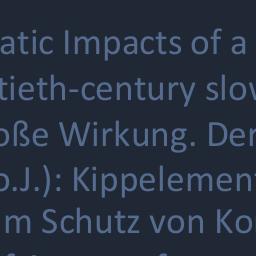 atic Impacts of a
tieth-century slov
oße Wirkung. Der
o.J.): Kippelement
m Schutz von Ko